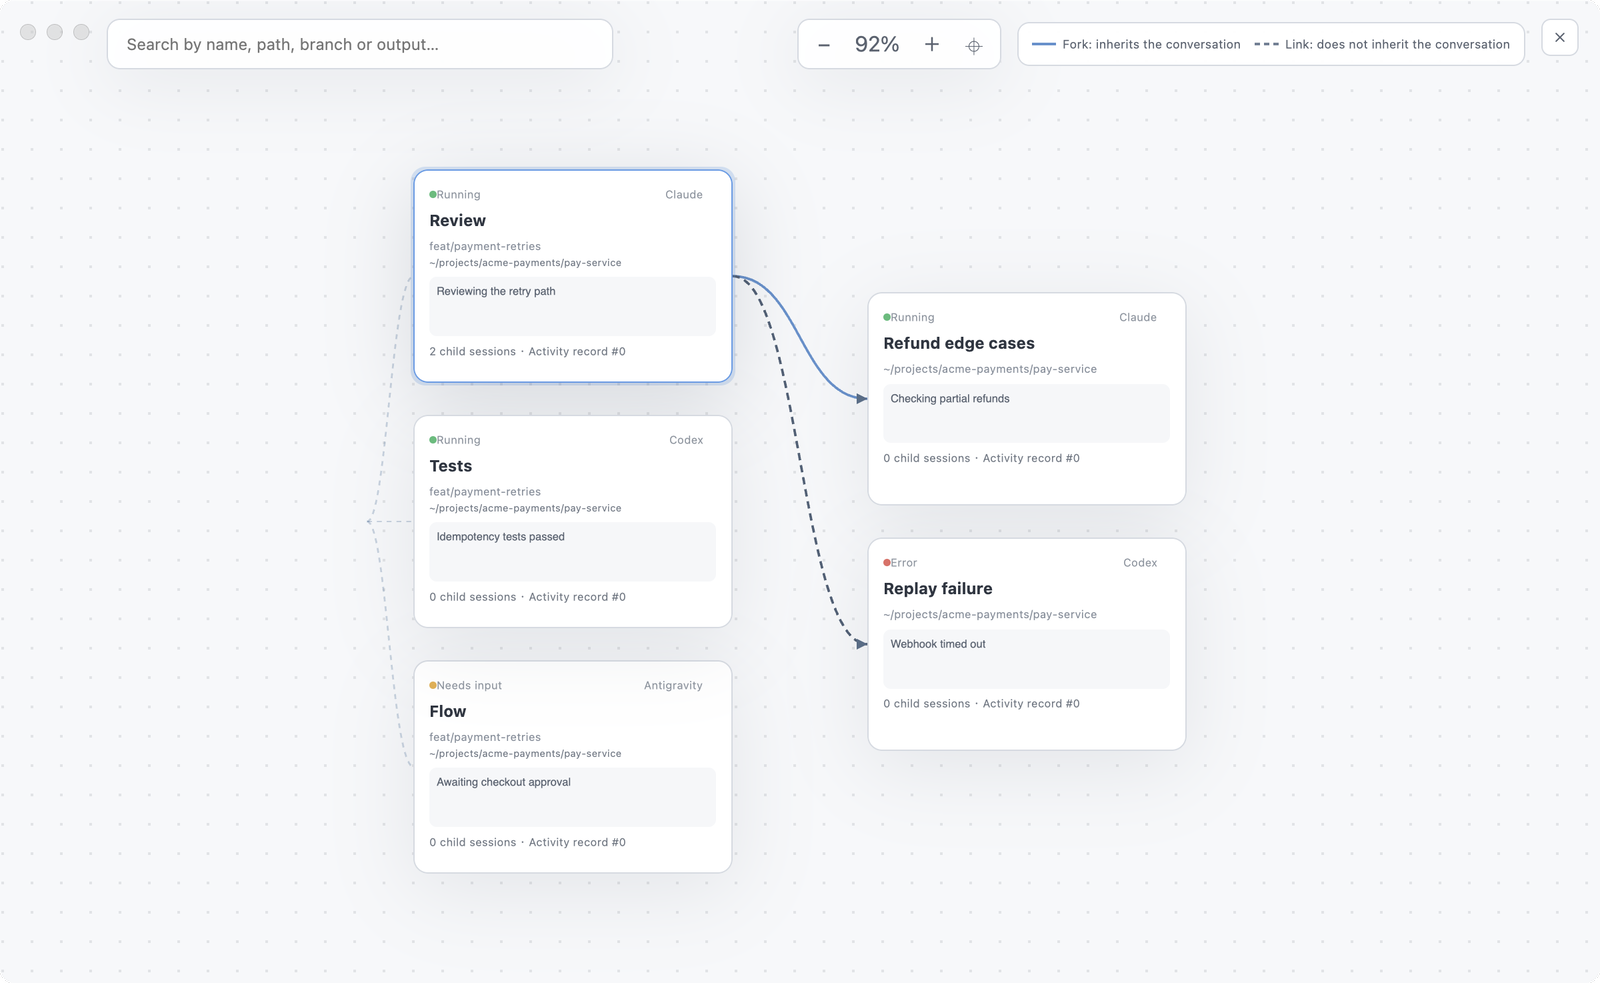 Search by name, path, branch or output...
− 92% +
Fork: inherits the conversation
Link: does not inherit the conversation
×
Running Claude
Review
feat/payment-retries
~/projects/acme-payments/pay-service
Reviewing the retry path
2 child sessions · Activity record #0
Running Codex
Tests
feat/payment-retries
~/projects/acme-payments/pay-service
Idempotency tests passed
0 child sessions · Activity record #0
Needs input Antigravity
Flow
feat/payment-retries
~/projects/acme-payments/pay-service
Awaiting checkout approval
0 child sessions · Activity record #0
Running Claude
Refund edge cases
~/projects/acme-payments/pay-service
Checking partial refunds
0 child sessions · Activity record #0
Error Codex
Replay failure
~/projects/acme-payments/pay-service
Webhook timed out
0 child sessions · Activity record #0